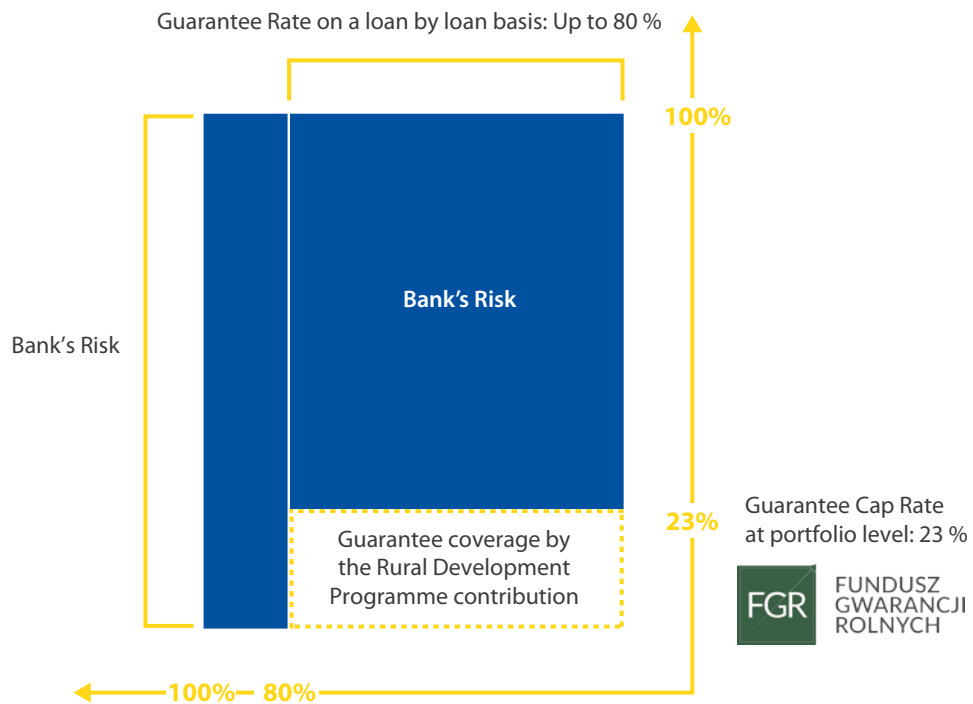 Guarantee Rate on a loan by loan basis: Up to 80 %
100%
Bank's Risk
Bank's Risk
23%
Guarantee Cap Rate
at portfolio level: 23 %
Guarantee coverage by
the Rural Development
Programme contribution
FGR
FUNDUSZ
GWARANCJI
ROLNYCH
100%
80%